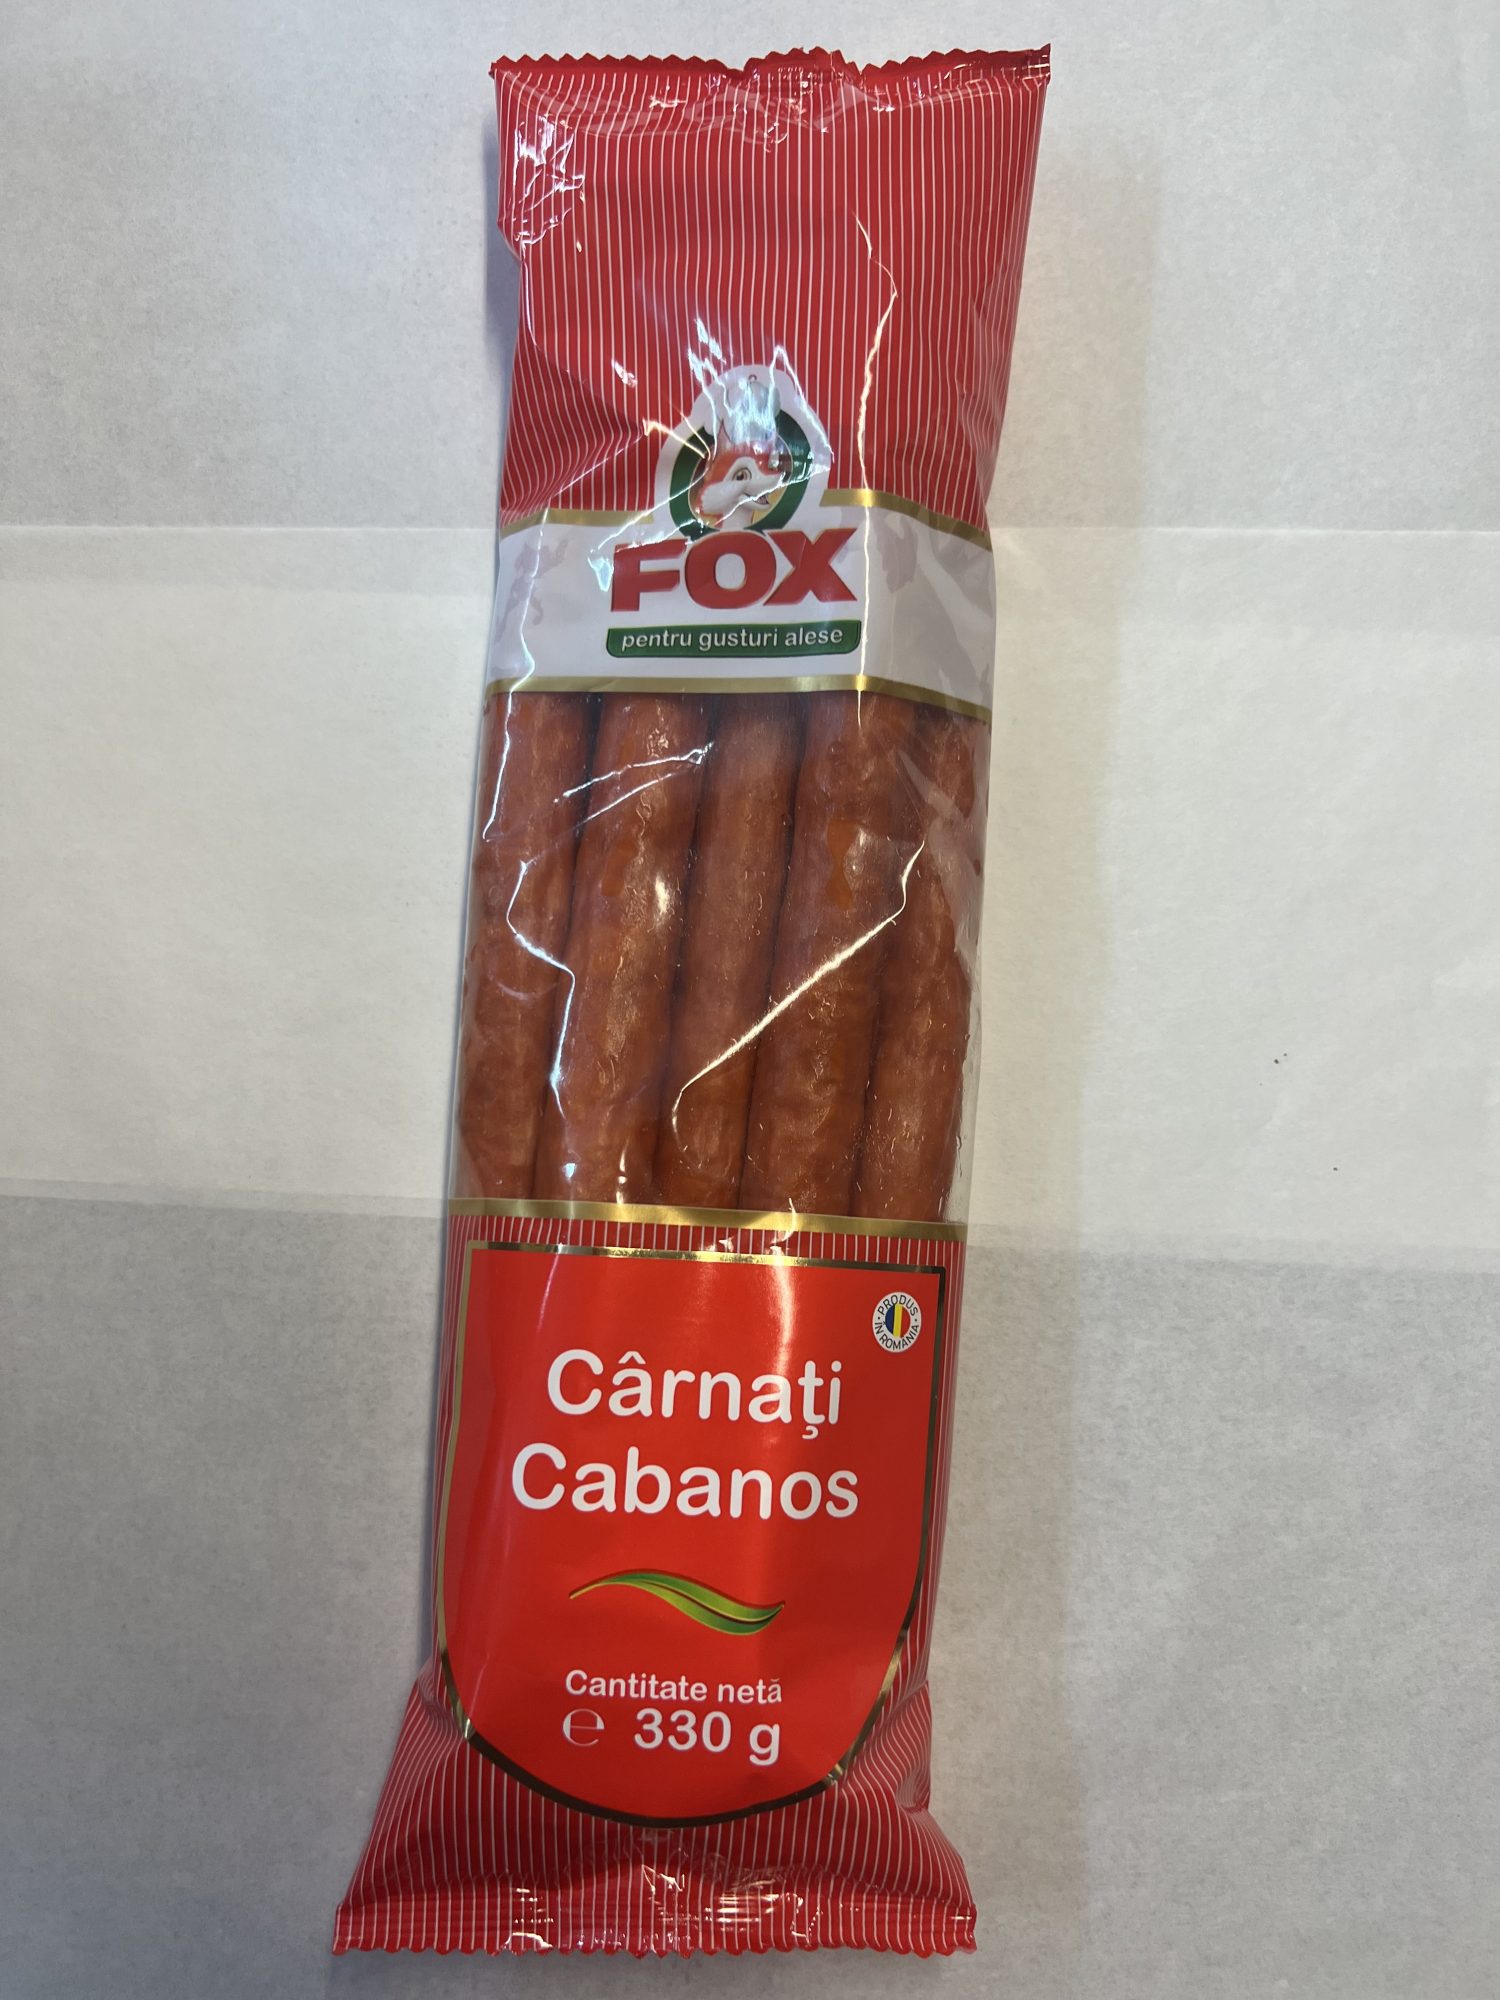 FOX
pentru gusturi alese
PRODUS
ÎN ROMÂNIA
Cârnați
Cabanos
Cantitate netă
℮ 330 g